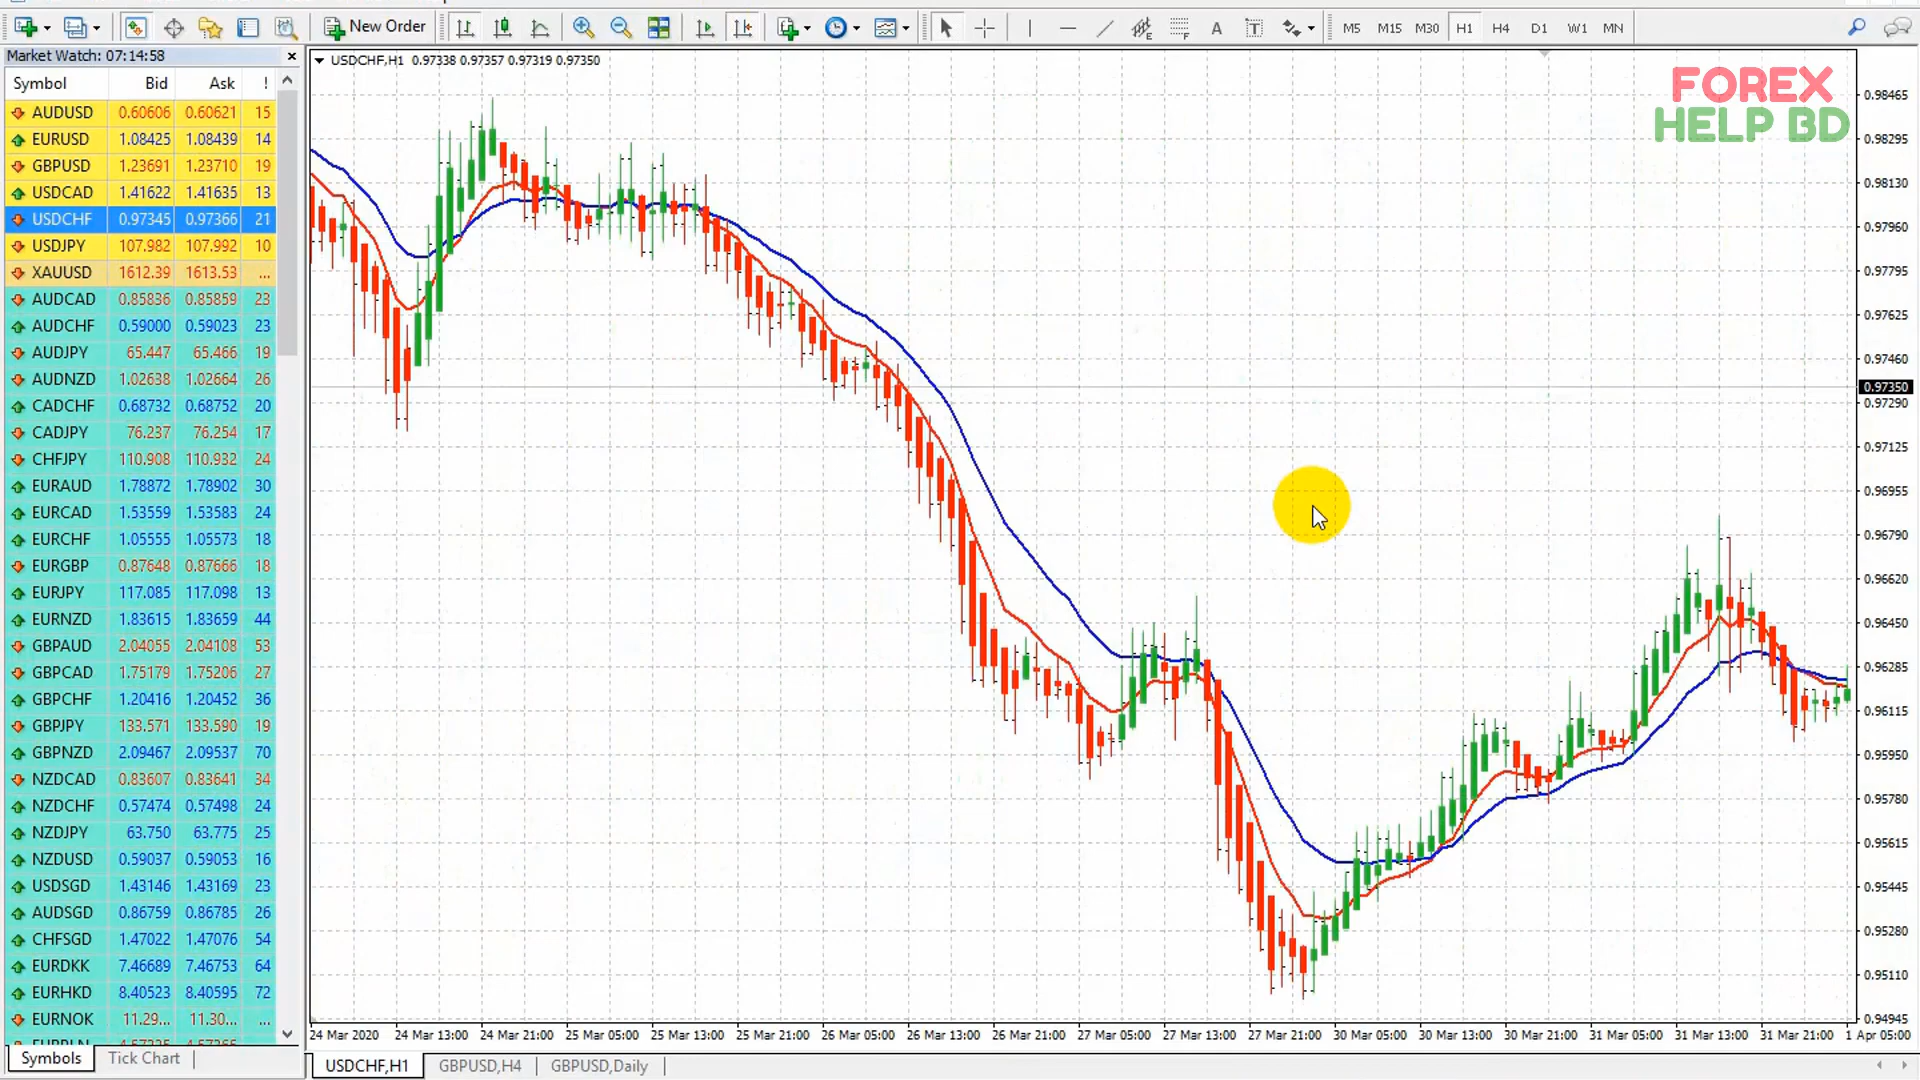 New Order
A
T
M5 M15 M30 H1 H4 D1 W1 MN
Market Watch: 07:14:58
Symbol Bid Ask !
AUDUSD 0.60606 0.60621 15
EURUSD 1.08425 1.08439 14
GBPUSD 1.23691 1.23710 19
USDCAD 1.41622 1.41635 13
USDCHF 0.97345 0.97366 21
USDJPY 107.982 107.992 10
XAUUSD 1612.39 1613.53 ...
AUDCAD 0.85836 0.85859 23
AUDCHF 0.59000 0.59023 23
AUDJPY 65.447 65.466 19
AUDNZD 1.02638 1.02664 26
CADCHF 0.68732 0.68752 20
CADJPY 76.237 76.254 17
CHFJPY 110.908 110.932 24
EURAUD 1.78872 1.78902 30
EURCAD 1.53559 1.53583 24
EURCHF 1.05555 1.05573 18
EURGBP 0.87648 0.87666 18
EURJPY 117.085 117.098 13
EURNZD 1.83615 1.83659 44
GBPAUD 2.04055 2.04108 53
GBPCAD 1.75179 1.75206 27
GBPCHF 1.20416 1.20452 36
GBPJPY 133.571 133.590 19
GBPNZD 2.09467 2.09537 70
NZDCAD 0.83607 0.83641 34
NZDCHF 0.57474 0.57498 24
NZDJPY 63.750 63.775 25
NZDUSD 0.59037 0.59053 16
USDSGD 1.43146 1.43169 23
AUDSGD 0.86759 0.86785 26
CHFSGD 1.47022 1.47076 54
EURDKK 7.46689 7.46753 64
EURHKD 8.40523 8.40595 72
EURNOK 11.29... 11.30... ...
Symbols Tick Chart
USDCHF,H1 0.97338 0.97357 0.97319 0.97350
FOREX
HELP BD
0.98465
0.98295
0.98130
0.97960
0.97795
0.97625
0.97460
0.97350
0.97290
0.97125
0.96955
0.96790
0.96620
0.96450
0.96285
0.96115
0.95950
0.95780
0.95615
0.95445
0.95280
0.95110
0.94945
24 Mar 2020 24 Mar 13:00 24 Mar 21:00 25 Mar 05:00 25 Mar 13:00 25 Mar 21:00 26 Mar 05:00 26 Mar 13:00 26 Mar 21:00 27 Mar 05:00 27 Mar 13:00 27 Mar 21:00 30 Mar 05:00 30 Mar 13:00 30 Mar 21:00 31 Mar 05:00 31 Mar 13:00 31 Mar 21:00 1 Apr 05:00
USDCHF,H1 GBPUSD,H4 GBPUSD,Daily